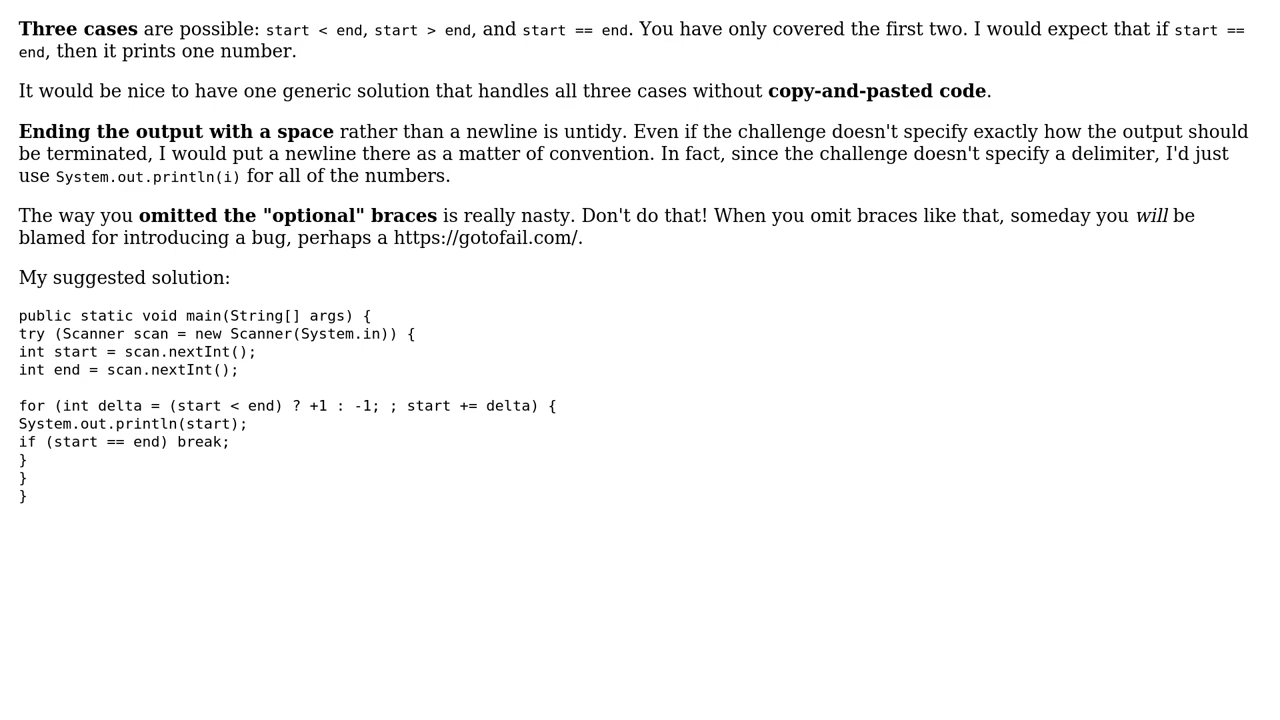 Three cases are possible: start < end, start > end, and start == end. You have only covered the first two. I would expect that if start ==
end, then it prints one number.
It would be nice to have one generic solution that handles all three cases without copy-and-pasted code.
Ending the output with a space rather than a newline is untidy. Even if the challenge doesn't specify exactly how the output should
be terminated, I would put a newline there as a matter of convention. In fact, since the challenge doesn't specify a delimiter, I'd just
use System.out.println(i) for all of the numbers.
The way you omitted the "optional" braces is really nasty. Don't do that! When you omit braces like that, someday you will be
blamed for introducing a bug, perhaps a https://gotofail.com/.
My suggested solution:
public static void main(String[] args) {
try (Scanner scan = new Scanner(System.in)) {
int start = scan.nextInt();
int end = scan.nextInt();
for (int delta = (start < end) ? +1 : -1; ; start += delta) {
System.out.println(start);
if (start == end) break;
}
}
}